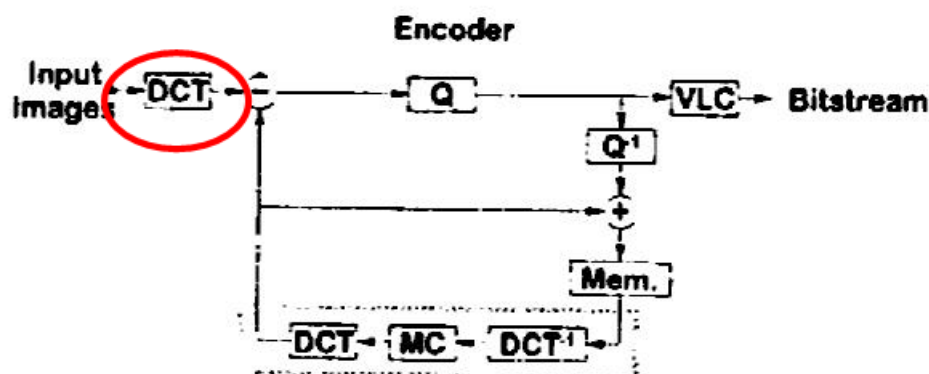 Encoder
Input
Images
DCT
Q
VLC
Bitstream
Q-1
+
Mem.
DCT
MC
DCT-1